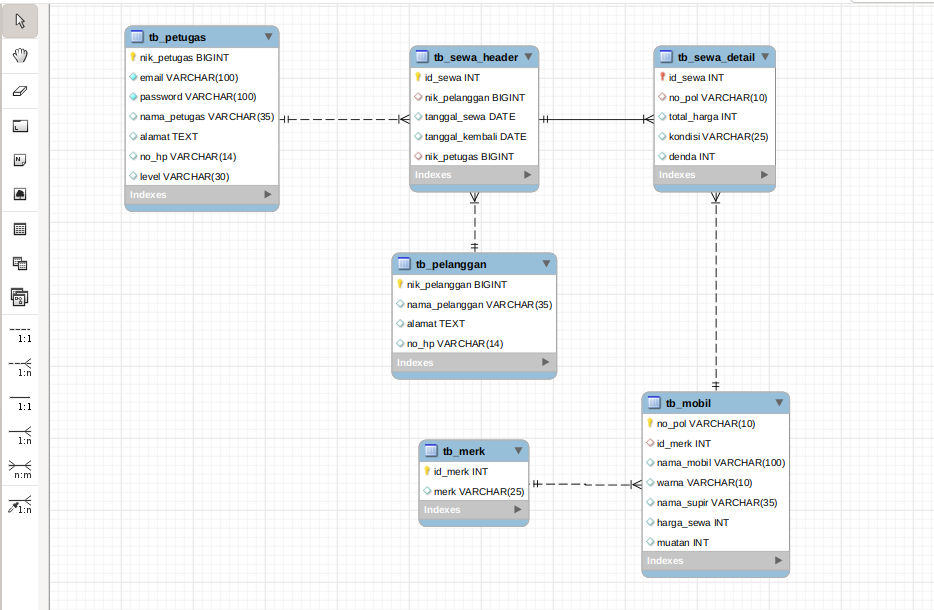 tb_petugas
nik_petugas BIGINT
email VARCHAR(100)
password VARCHAR(100)
nama_petugas VARCHAR(35)
alamat TEXT
no_hp VARCHAR(14)
level VARCHAR(30)
Indexes
tb_sewa_header
id_sewa INT
nik_pelanggan BIGINT
tanggal_sewa DATE
tanggal_kembali DATE
nik_petugas BIGINT
Indexes
tb_sewa_detail
id_sewa INT
no_pol VARCHAR(10)
total_harga INT
kondisi VARCHAR(25)
denda INT
Indexes
tb_pelanggan
nik_pelanggan BIGINT
nama_pelanggan VARCHAR(35)
alamat TEXT
no_hp VARCHAR(14)
Indexes
tb_merk
id_merk INT
merk VARCHAR(25)
Indexes
tb_mobil
no_pol VARCHAR(10)
id_merk INT
nama_mobil VARCHAR(100)
warna VARCHAR(10)
nama_supir VARCHAR(35)
harga_sewa INT
muatan INT
Indexes
1:1
1:n
1:1
1:n
n:m
1:n